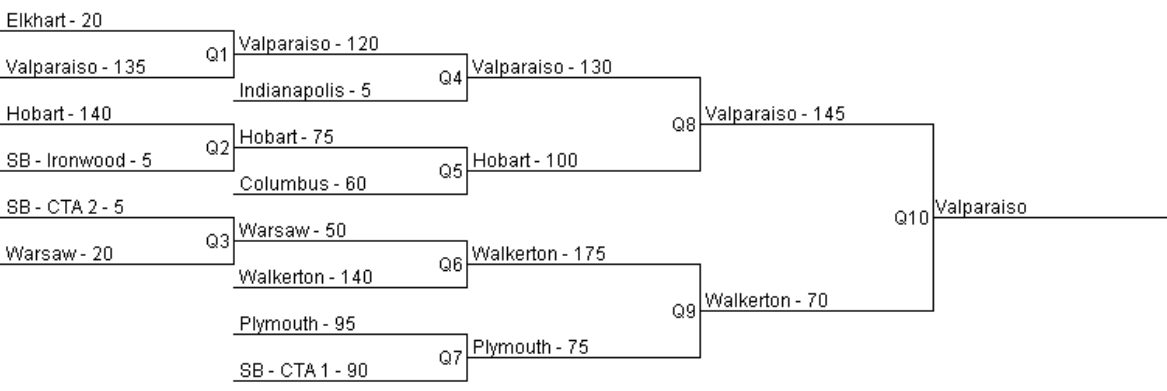 Elkhart - 20
Q1
Valparaiso - 135
Valparaiso - 120
Q4
Indianapolis - 5
Valparaiso - 130
Hobart - 140
Q2
SB - Ironwood - 5
Hobart - 75
Q5
Columbus - 60
Hobart - 100
Q8
Valparaiso - 145
SB - CTA 2 - 5
Q3
Warsaw - 20
Warsaw - 50
Q6
Walkerton - 140
Walkerton - 175
Plymouth - 95
Q7
SB - CTA 1 - 90
Plymouth - 75
Q9
Walkerton - 70
Q10
Valparaiso